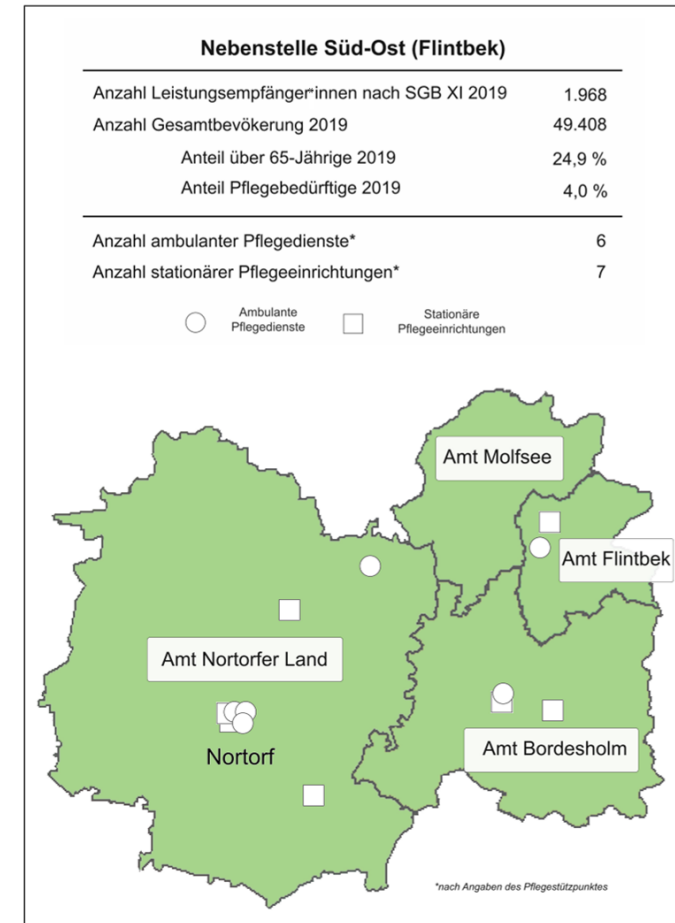 Nebenstelle Süd-Ost (Flintbek)
Anzahl Leistungsempfänger*innen nach SGB XI 2019 1.968
Anzahl Gesamtbevökerung 2019 49.408
Anteil über 65-Jährige 2019 24,9 %
Anteil Pflegebedürftige 2019 4,0 %
Anzahl ambulanter Pflegedienste* 6
Anzahl stationärer Pflegeeinrichtungen* 7
Ambulante
Pflegedienste
Stationäre
Pflegeeinrichtungen
Amt Molfsee
Amt Flintbek
Amt Nortorfer Land
Amt Bordesholm
Nortorf
*nach Angaben des Pflegestützpunktes